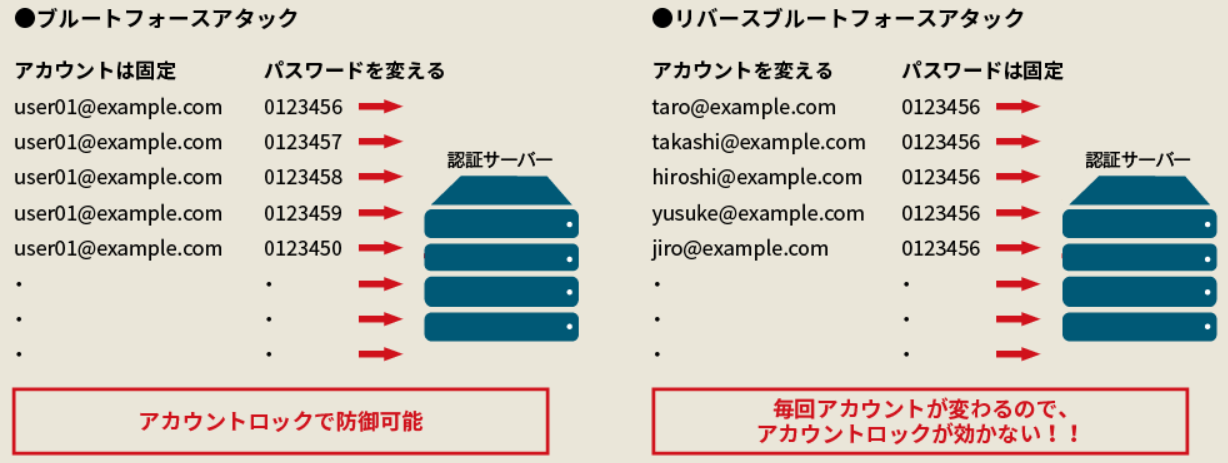 ●ブルートフォースアタック
アカウントは固定 パスワードを変える
user01@example.com 0123456
user01@example.com 0123457
user01@example.com 0123458
user01@example.com 0123459
user01@example.com 0123450
・ ・
・ ・
・ ・
認証サーバー
アカウントロックで防御可能
●リバースブルートフォースアタック
アカウントを変える パスワードは固定
taro@example.com 0123456
takashi@example.com 0123456
hiroshi@example.com 0123456
yusuke@example.com 0123456
jiro@example.com 0123456
・ ・
・ ・
・ ・
認証サーバー
毎回アカウントが変わるので、
アカウントロックが効かない！！